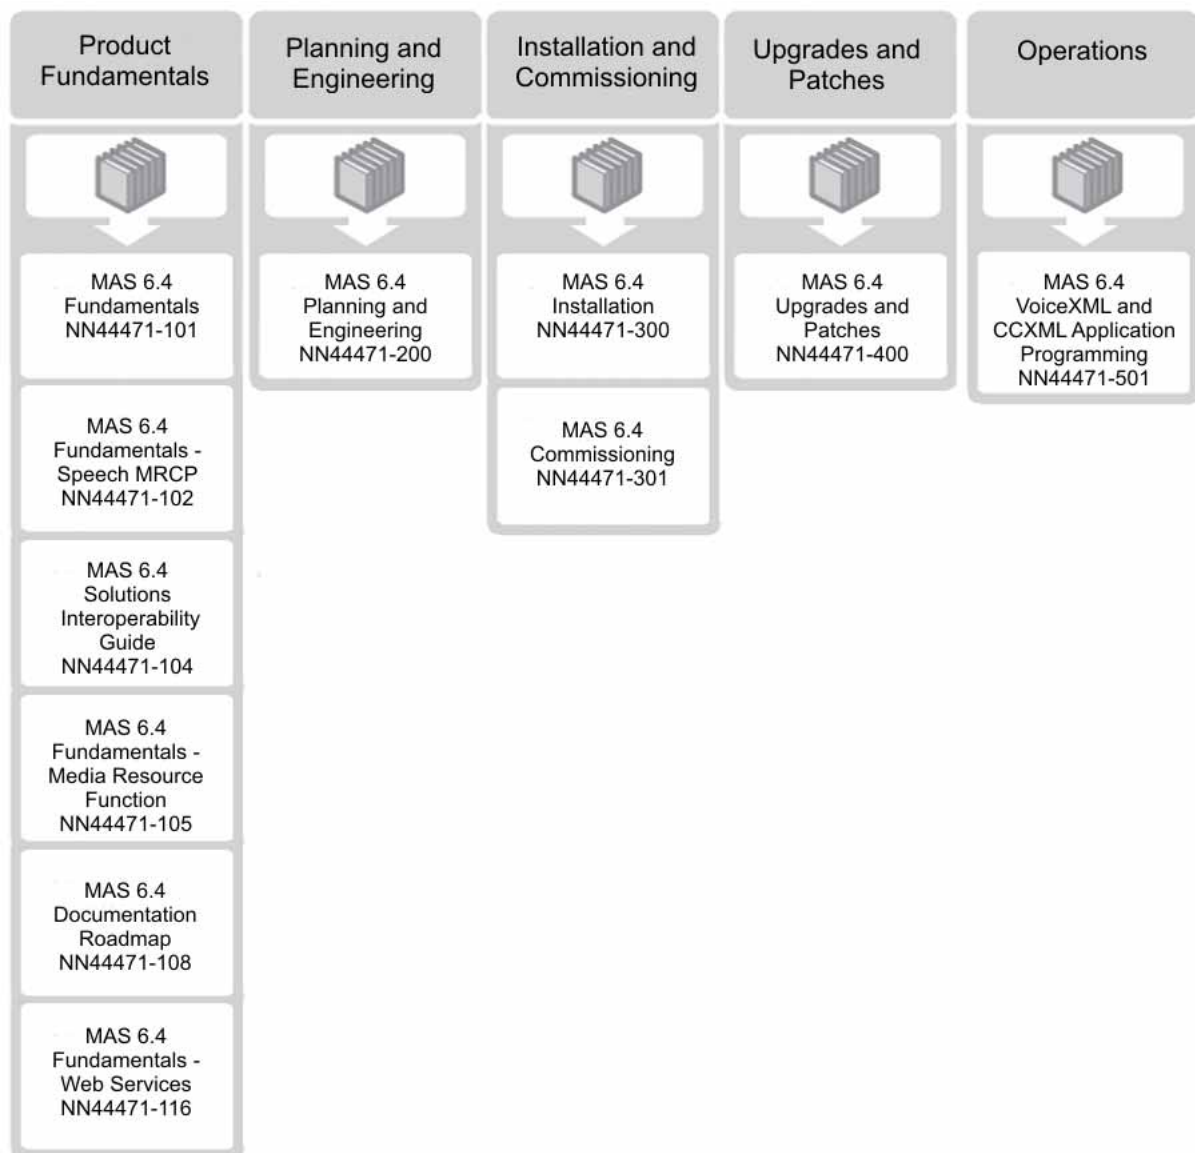 Product
Fundamentals
Planning and
Engineering
Installation and
Commissioning
Upgrades and
Patches
Operations
MAS 6.4
Fundamentals
NN44471-101
MAS 6.4
Fundamentals -
Speech MRCP
NN44471-102
MAS 6.4
Solutions
Interoperability
Guide
NN44471-104
MAS 6.4
Fundamentals -
Media Resource
Function
NN44471-105
MAS 6.4
Documentation
Roadmap
NN44471-108
MAS 6.4
Fundamentals -
Web Services
NN44471-116
MAS 6.4
Planning and
Engineering
NN44471-200
MAS 6.4
Installation
NN44471-300
MAS 6.4
Commissioning
NN44471-301
MAS 6.4
Upgrades and
Patches
NN44471-400
MAS 6.4
VoiceXML and
CCXML Application
Programming
NN44471-501